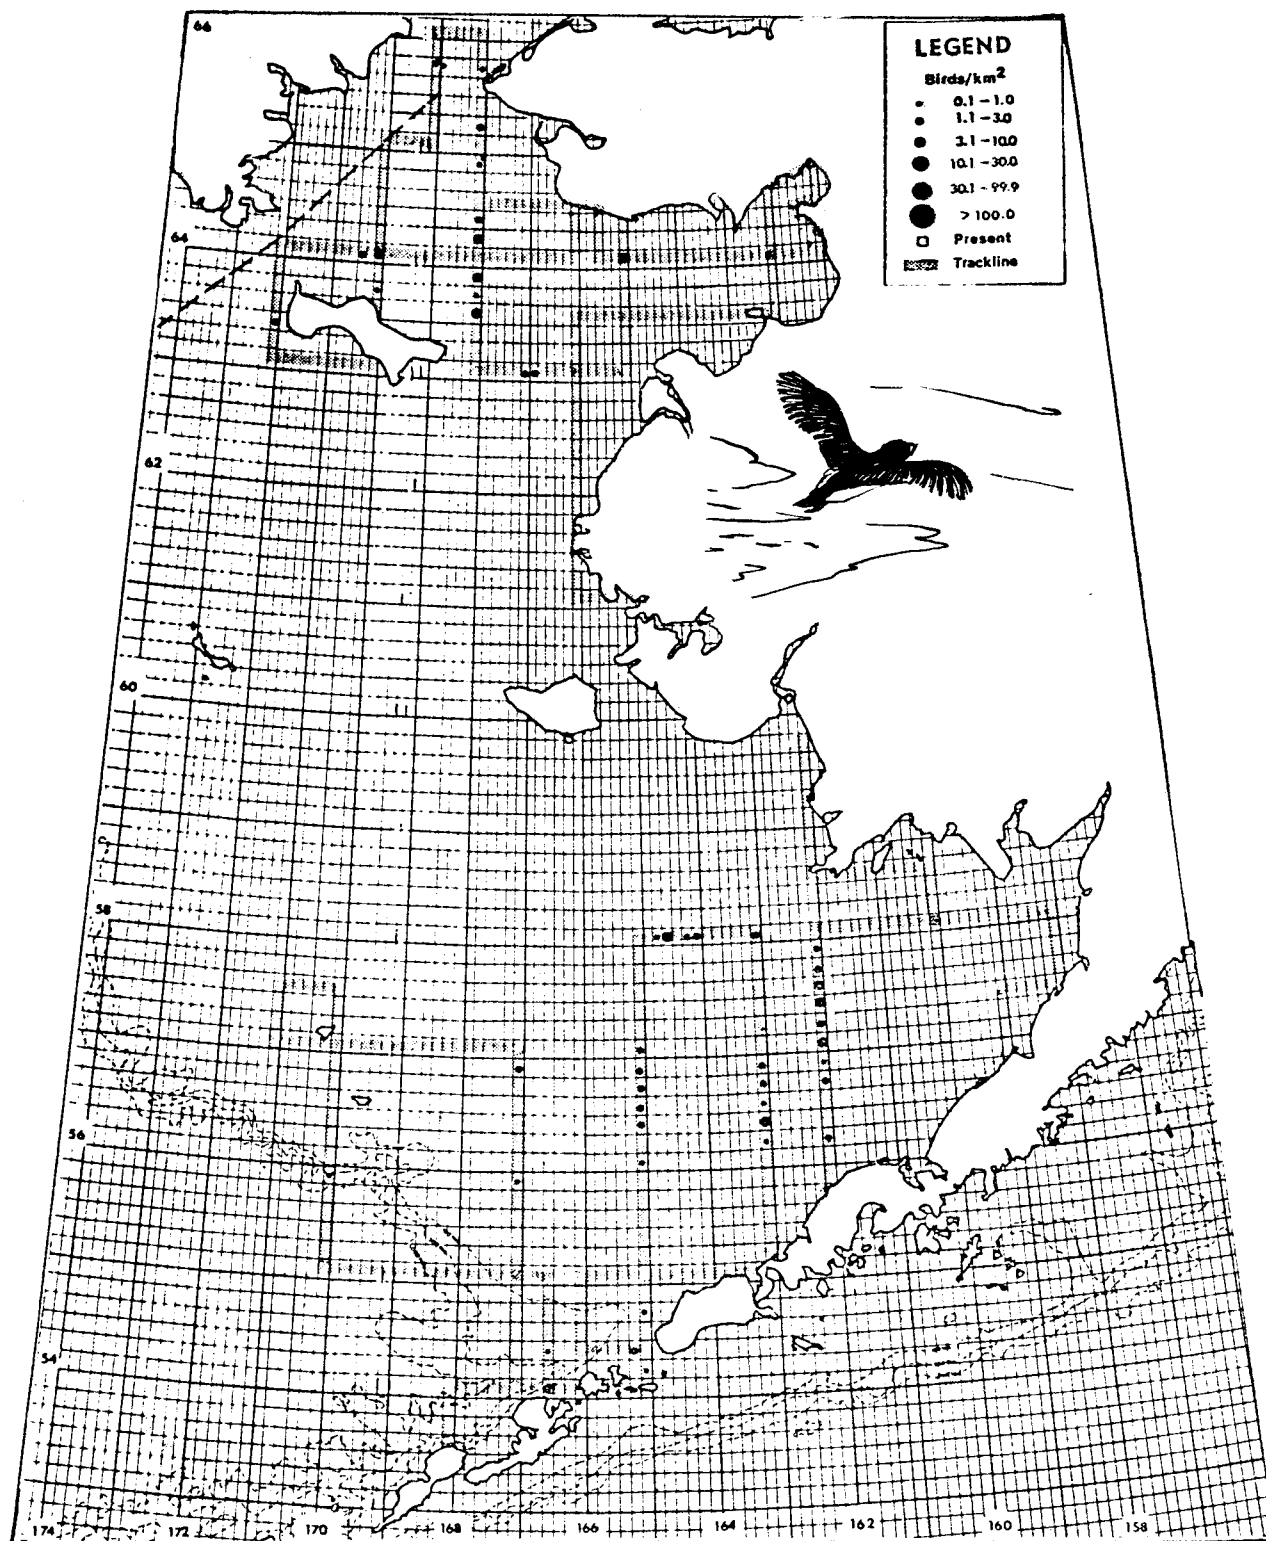 66
LEGEND
Birds/km²
0.1 – 1.0
1.1 – 3.0
3.1 – 10.0
10.1 – 30.0
30.1 – 99.9
> 100.0
Present
Trackline
64
62
60
58
56
54
174 172 170 168 166 164 162 160 158